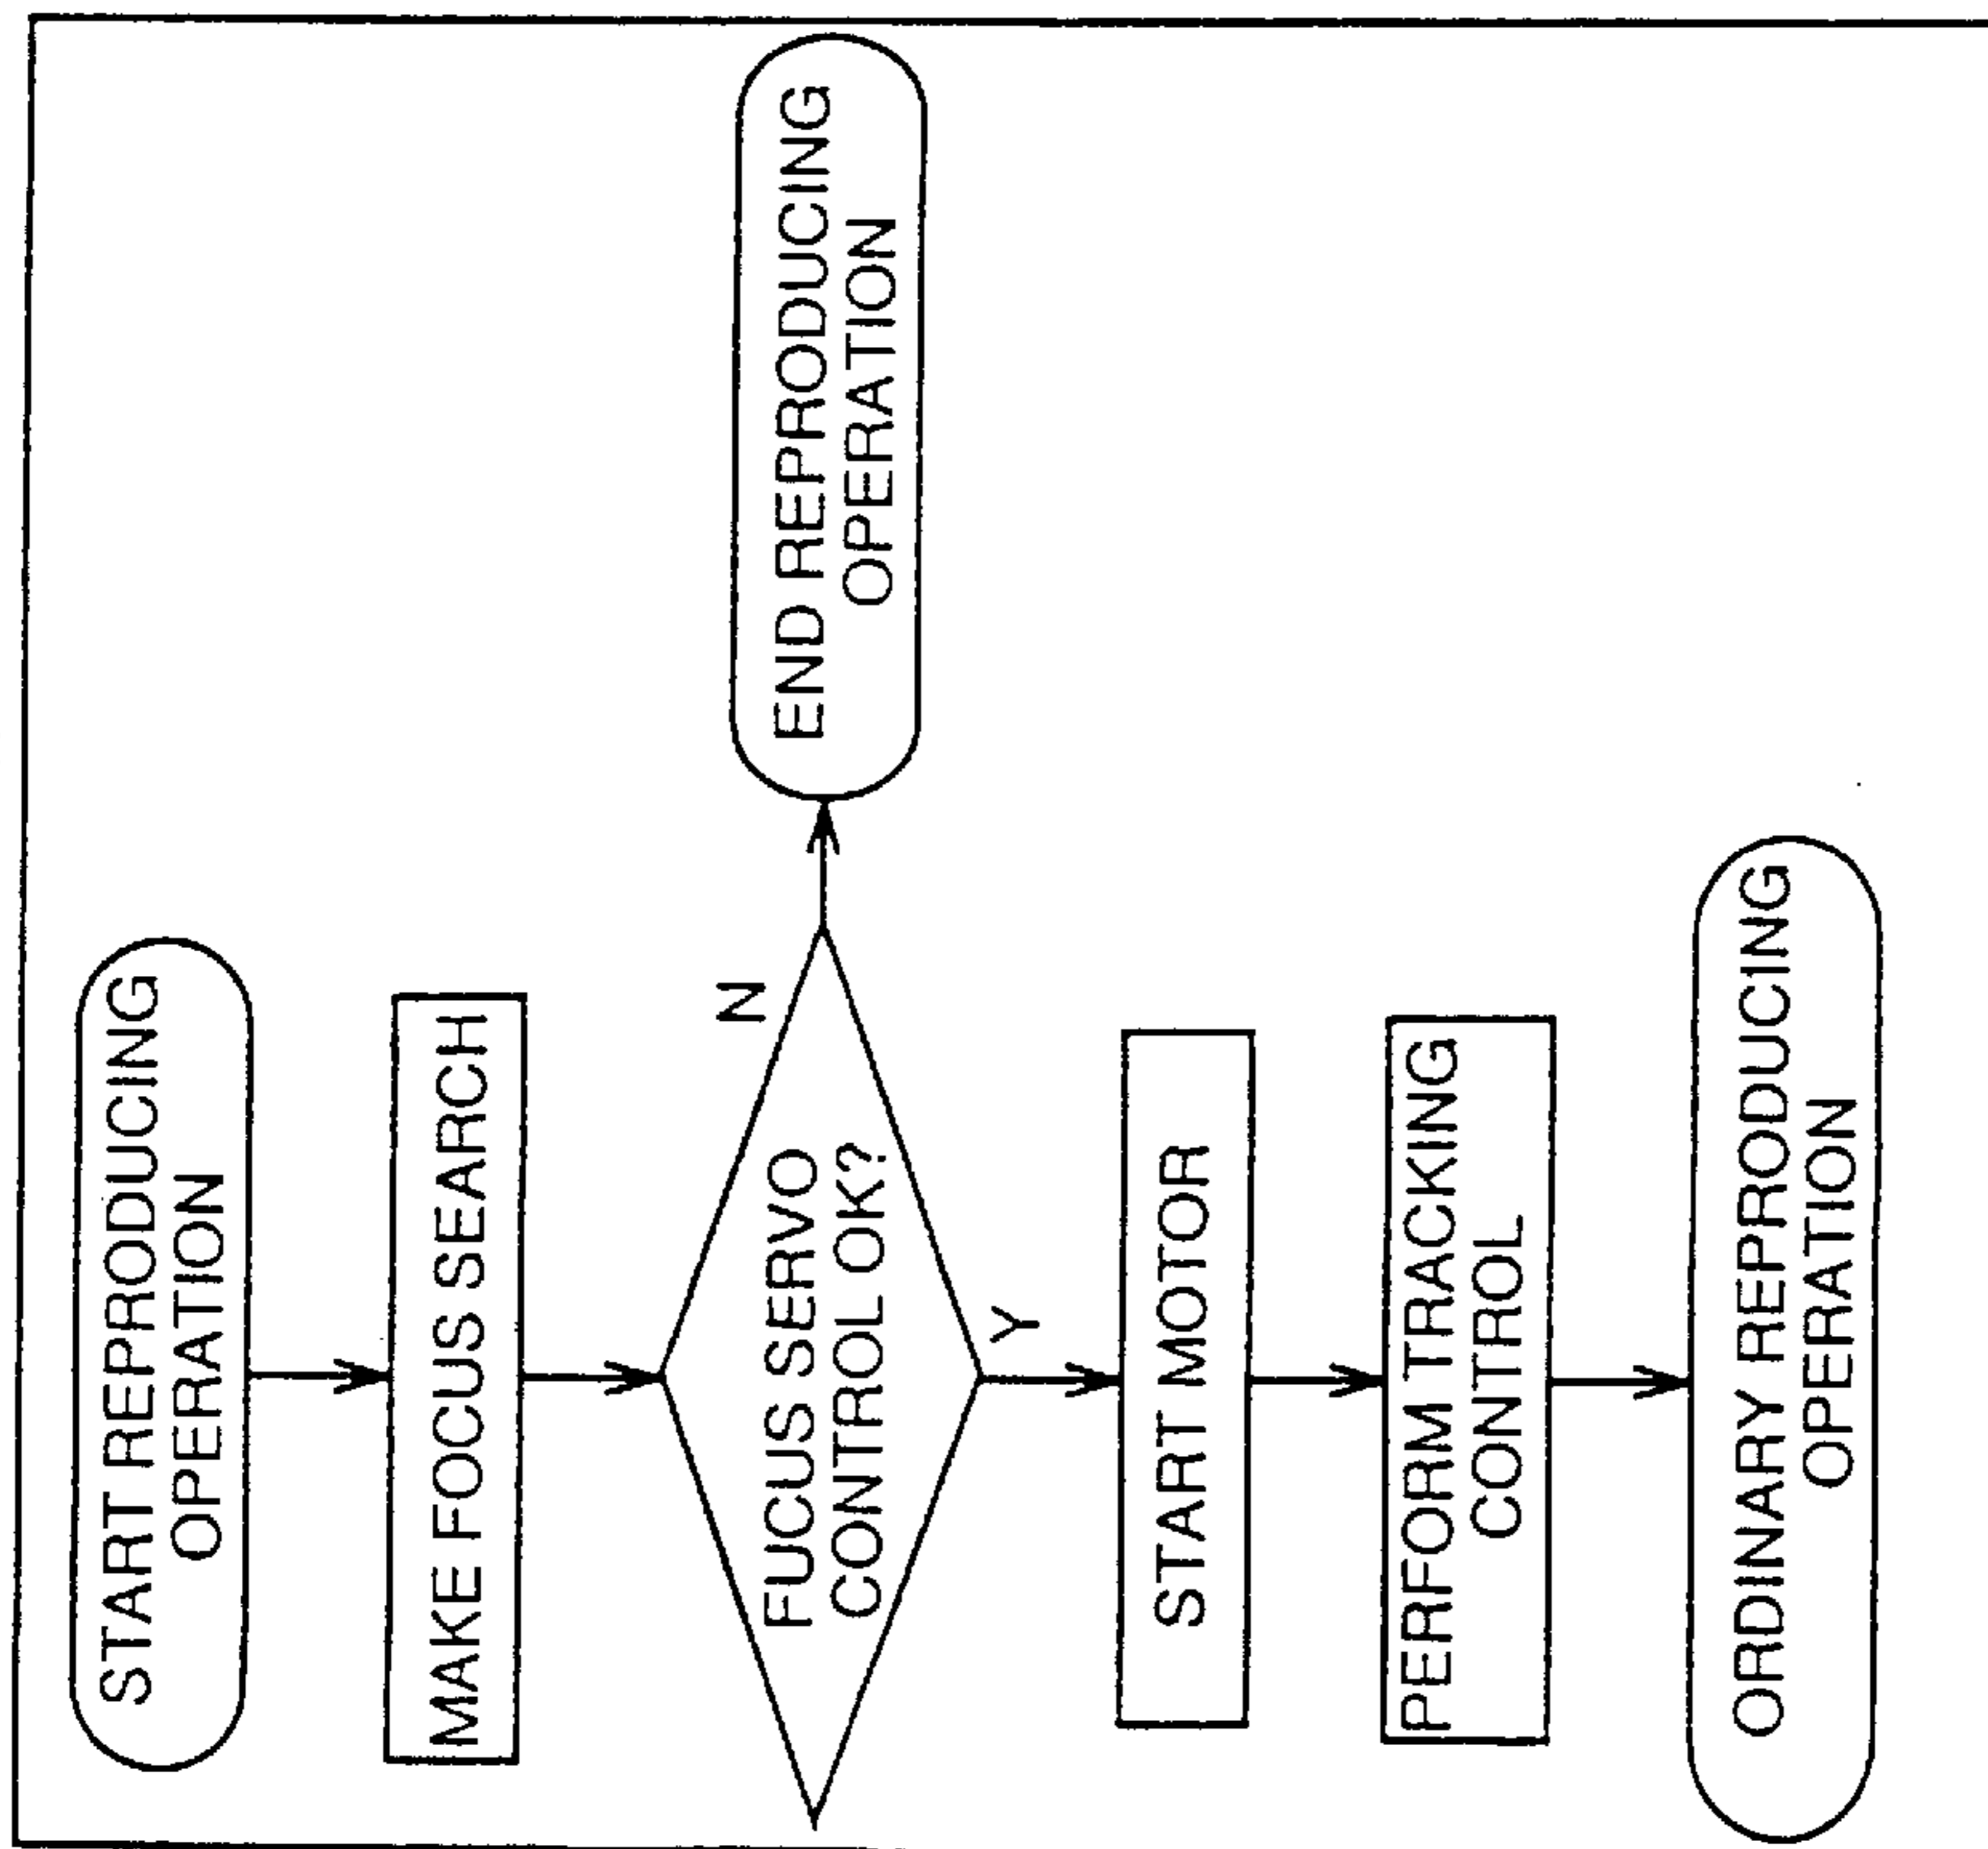 START REPRODUCING
OPERATION
MAKE FOCUS SEARCH
FUCUS SERVO
CONTROL OK?
N
END REPRODUCING
OPERATION
Y
START MOTOR
PERFORM TRACKING
CONTROL
ORDINARY REPRODUCING
OPERATION